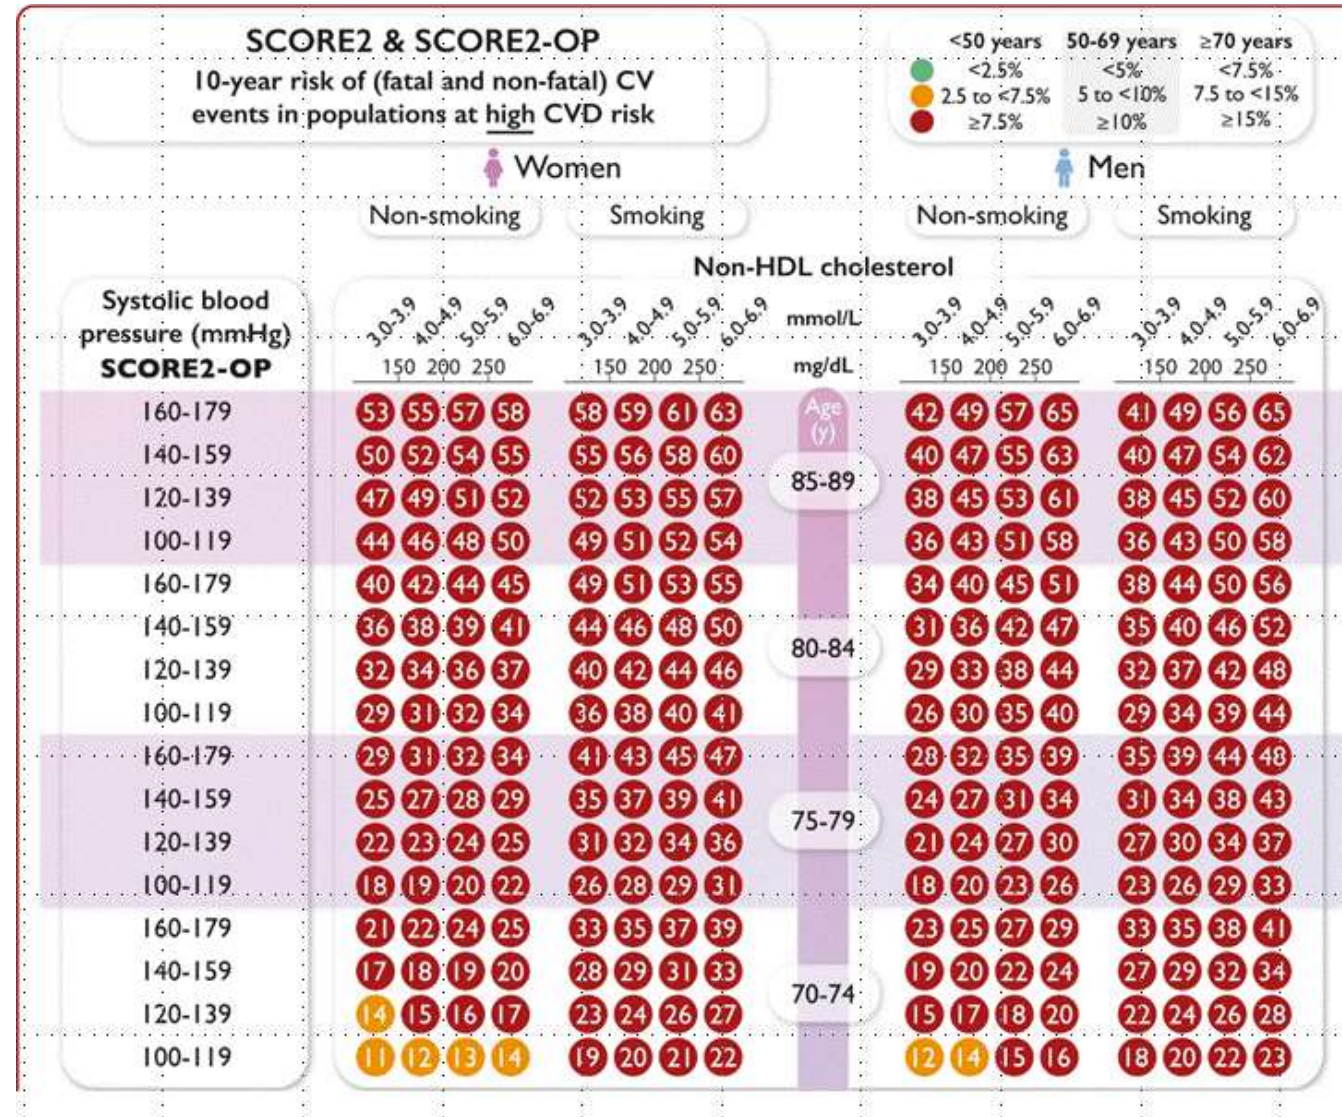 SCORE2 & SCORE2-OP
10-year risk of (fatal and non-fatal) CV
events in populations at high CVD risk
<50 years 50-69 years ≥70 years
<2.5% <5% <7.5%
2.5 to <7.5% 5 to <10% 7.5 to <15%
≥7.5% ≥10% ≥15%
Women Men
Non-smoking Smoking Non-smoking Smoking
Non-HDL cholesterol
Systolic blood
pressure (mmHg)
SCORE2-OP
3.0-3.9 4.0-4.9 5.0-5.9 6.0-6.9 3.0-3.9 4.0-4.9 5.0-5.9 6.0-6.9 mmol/L 3.0-3.9 4.0-4.9 5.0-5.9 6.0-6.9 3.0-3.9 4.0-4.9 5.0-5.9 6.0-6.9
150 200 250 150 200 250 mg/dL 150 200 250 150 200 250
Age
(y)
160-179 53 55 57 58 58 59 61 63 42 49 57 65 41 49 56 65
140-159 50 52 54 55 55 56 58 60 40 47 55 63 40 47 54 62
85-89
120-139 47 49 51 52 52 53 55 57 38 45 53 61 38 45 52 60
100-119 44 46 48 50 49 51 52 54 36 43 51 58 36 43 50 58
160-179 40 42 44 45 49 51 53 55 34 40 45 51 38 44 50 56
140-159 36 38 39 41 44 46 48 50 31 36 42 47 35 40 46 52
80-84
120-139 32 34 36 37 40 42 44 46 29 33 38 44 32 37 42 48
100-119 29 31 32 34 36 38 40 41 26 30 35 40 29 34 39 44
160-179 29 31 32 34 41 43 45 47 28 32 35 39 35 39 44 48
140-159 25 27 28 29 35 37 39 41 24 27 31 34 31 34 38 43
75-79
120-139 22 23 24 25 31 32 34 36 21 24 27 30 27 30 34 37
100-119 18 19 20 22 26 28 29 31 18 20 23 26 23 26 29 33
160-179 21 22 24 25 33 35 37 39 23 25 27 29 33 35 38 41
140-159 17 18 19 20 28 29 31 33 19 20 22 24 27 29 32 34
70-74
120-139 14 15 16 17 23 24 26 27 15 17 18 20 22 24 26 28
100-119 11 12 13 14 19 20 21 22 12 14 15 16 18 20 22 23